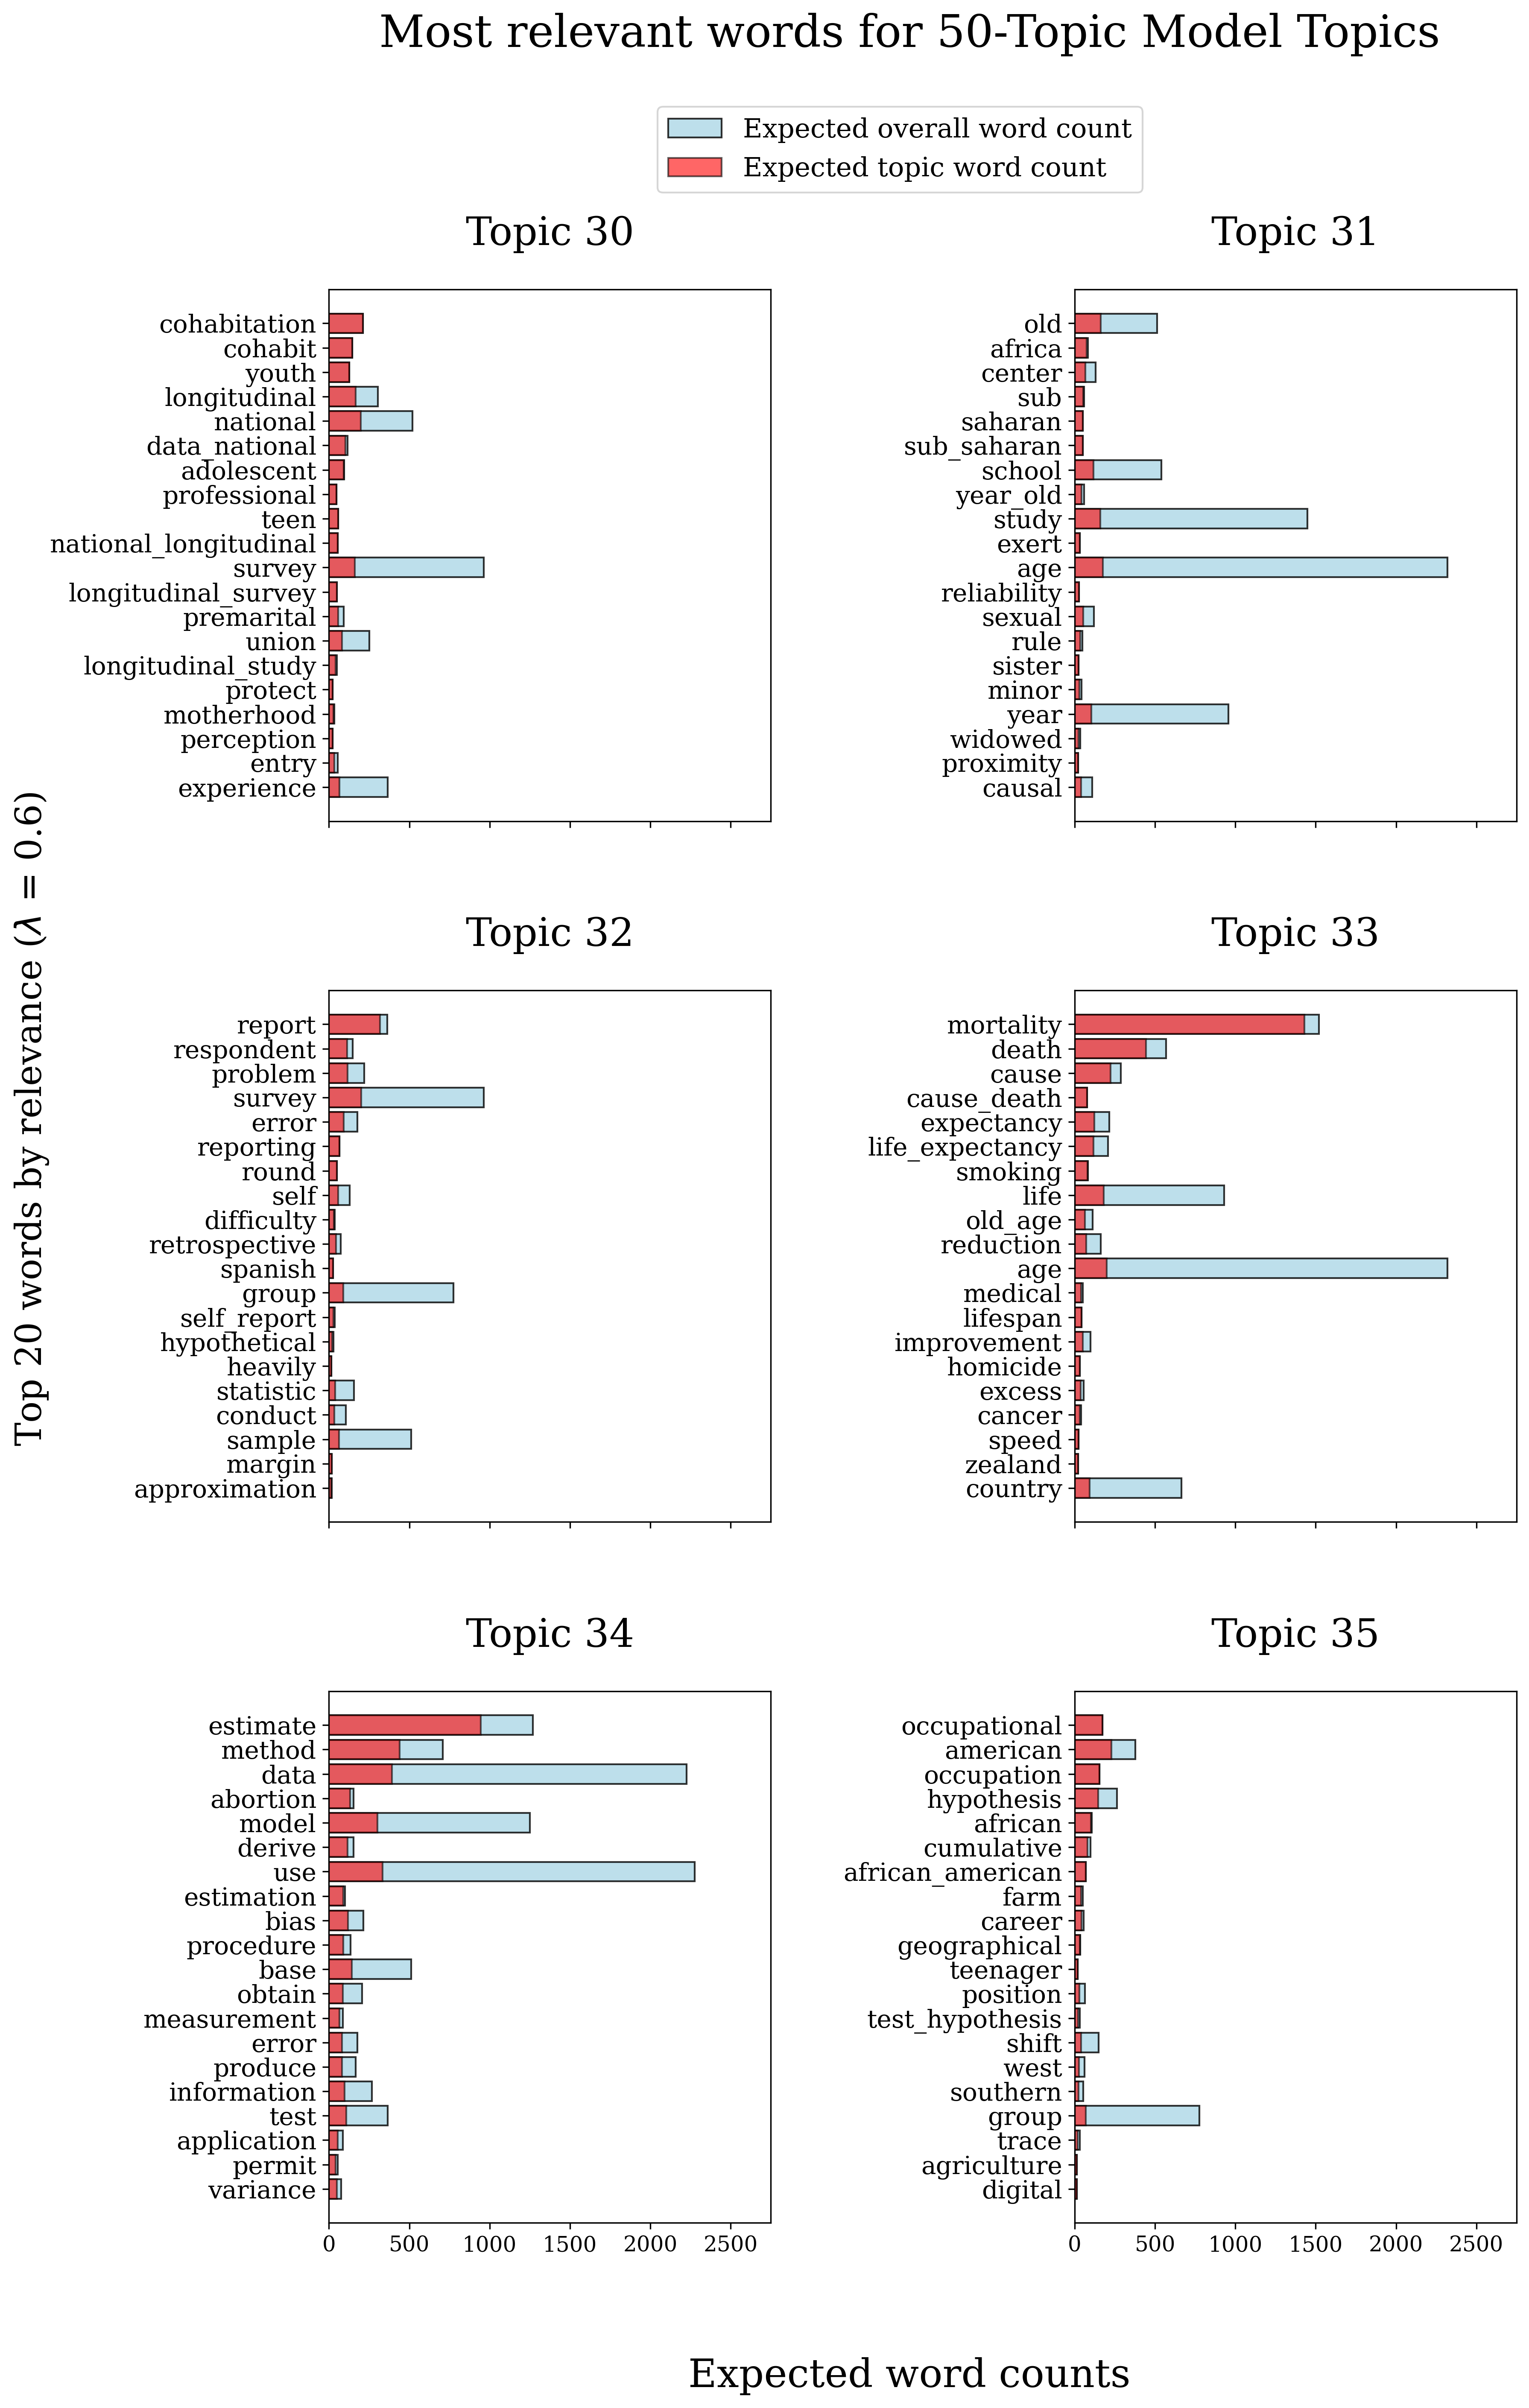 Most relevant words for 50-Topic Model Topics
Expected overall word count
Expected topic word count
Top 20 words by relevance (λ = 0.6)
Topic 30
cohabitation
cohabit
youth
longitudinal
national
data_national
adolescent
professional
teen
national_longitudinal
survey
longitudinal_survey
premarital
union
longitudinal_study
protect
motherhood
perception
entry
experience
Topic 31
old
africa
center
sub
saharan
sub_saharan
school
year_old
study
exert
age
reliability
sexual
rule
sister
minor
year
widowed
proximity
causal
Topic 32
report
respondent
problem
survey
error
reporting
round
self
difficulty
retrospective
spanish
group
self_report
hypothetical
heavily
statistic
conduct
sample
margin
approximation
Topic 33
mortality
death
cause
cause_death
expectancy
life_expectancy
smoking
life
old_age
reduction
age
medical
lifespan
improvement
homicide
excess
cancer
speed
zealand
country
Topic 34
estimate
method
data
abortion
model
derive
use
estimation
bias
procedure
base
obtain
measurement
error
produce
information
test
application
permit
variance
0 500 1000 1500 2000 2500
Topic 35
occupational
american
occupation
hypothesis
african
cumulative
african_american
farm
career
geographical
teenager
position
test_hypothesis
shift
west
southern
group
trace
agriculture
digital
0 500 1000 1500 2000 2500
Expected word counts